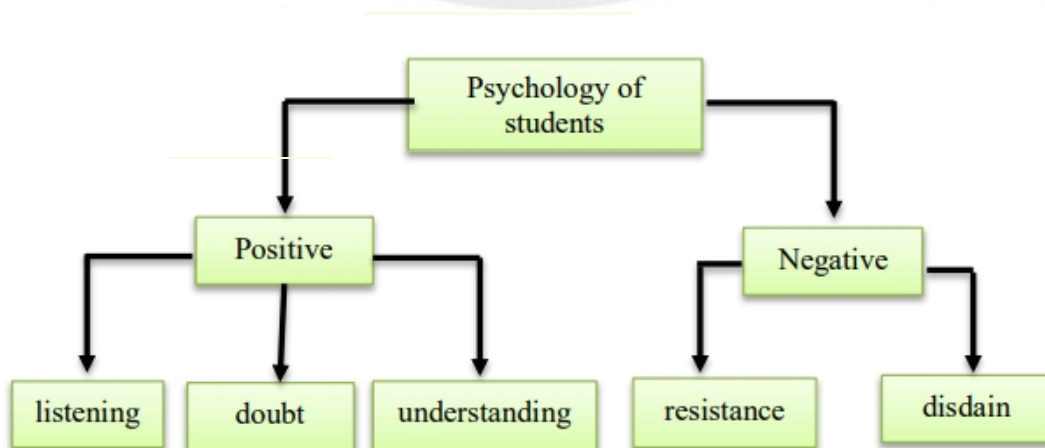 Psychology of
students
Positive
Negative
listening
doubt
understanding
resistance
disdain